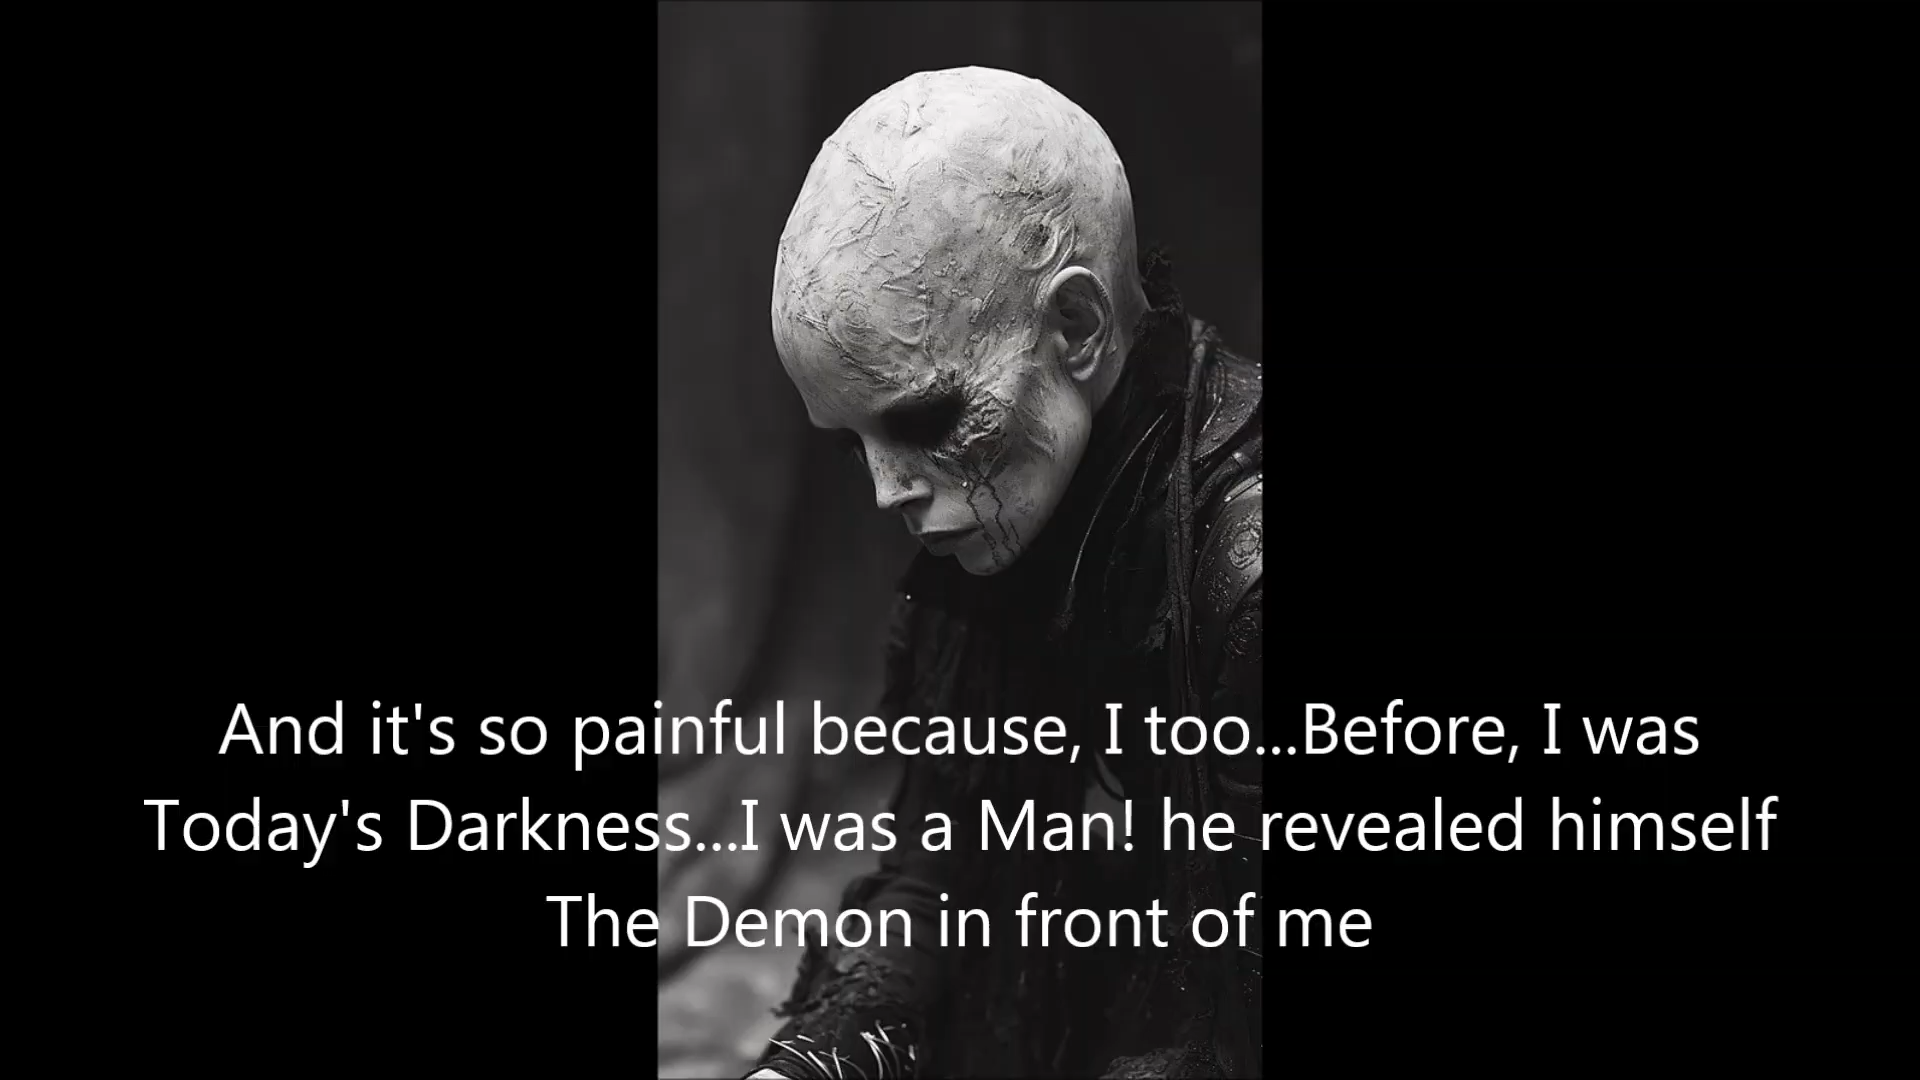 And it's so painful because, I too...Before, I was
Today's Darkness...I was a Man! he revealed himself
The Demon in front of me